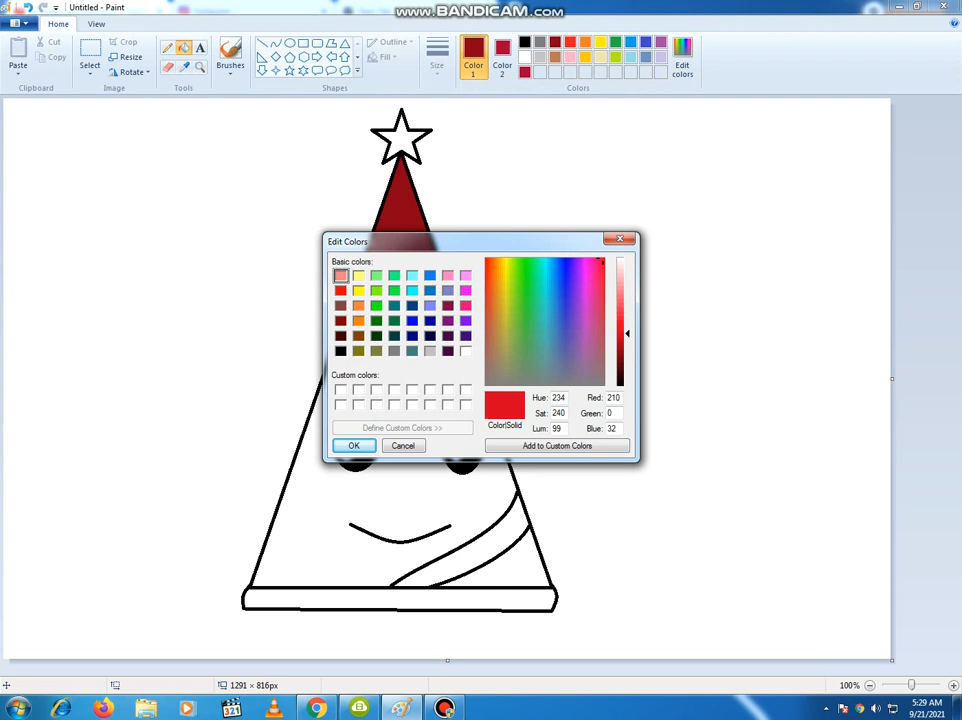 Untitled - Paint
www.BANDICAM.com
Home
View
Paste
Cut
Copy
Select
Crop
Resize
Rotate
A
Brushes
Outline
Fill
Size
Color 1
Color 2
Edit colors
Clipboard
Image
Tools
Shapes
Colors
Edit Colors
Basic colors:
Custom colors:
Define Custom Colors >>
OK
Cancel
Color|Solid
Hue: 234
Sat: 240
Lum: 99
Red: 210
Green: 0
Blue: 32
Add to Custom Colors
1291 × 816px
100%
321
5:29 AM
9/21/2021